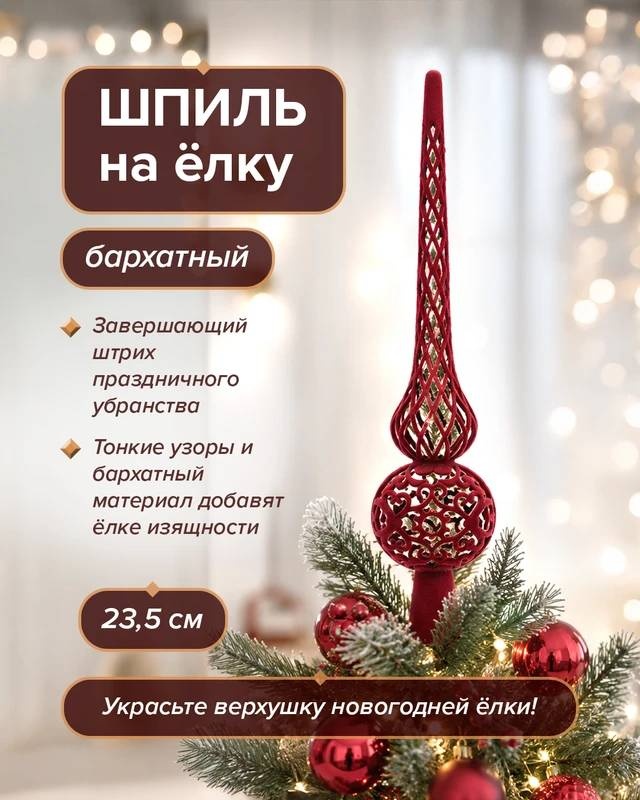 ШПИЛЬ
на ёлку
бархатный
Завершающий
штрих
праздничного
убранства
Тонкие узоры и
бархатный
материал добавят
ёлке изящности
23,5 см
Украсьте верхушку новогодней ёлки!